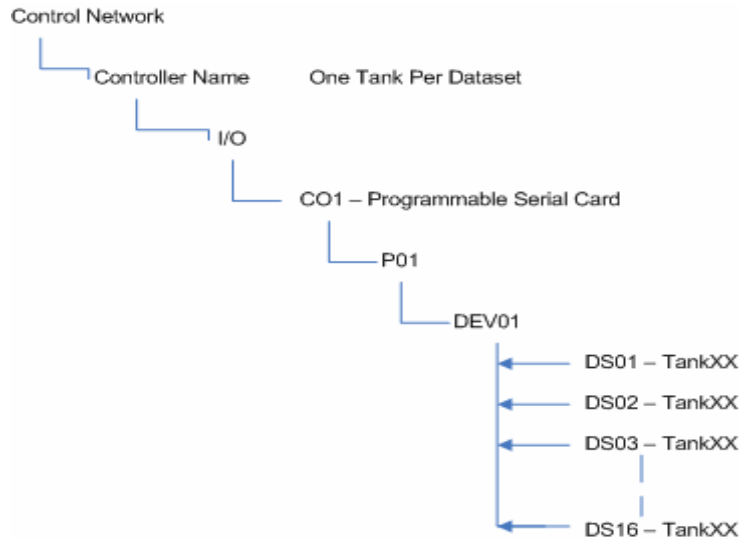 Control Network
Controller Name One Tank Per Dataset
I/O
CO1 – Programmable Serial Card
P01
DEV01
DS01 – TankXX
DS02 – TankXX
DS03 – TankXX
DS16 – TankXX